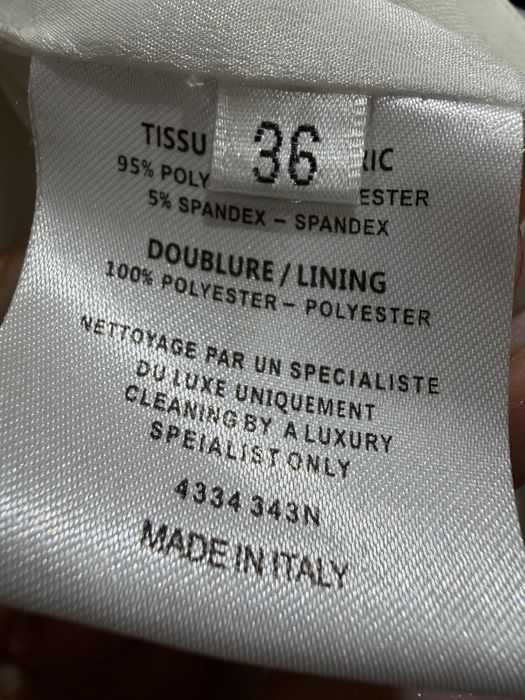 36
TISSU RIC
95% POLY ESTER
5% SPANDEX – SPANDEX
DOUBLURE / LINING
100% POLYESTER – POLYESTER
NETTOYAGE PAR UN SPECIALISTE
DU LUXE UNIQUEMENT
CLEANING BY A LUXURY
SPEIALIST ONLY
4334 343N
MADE IN ITALY